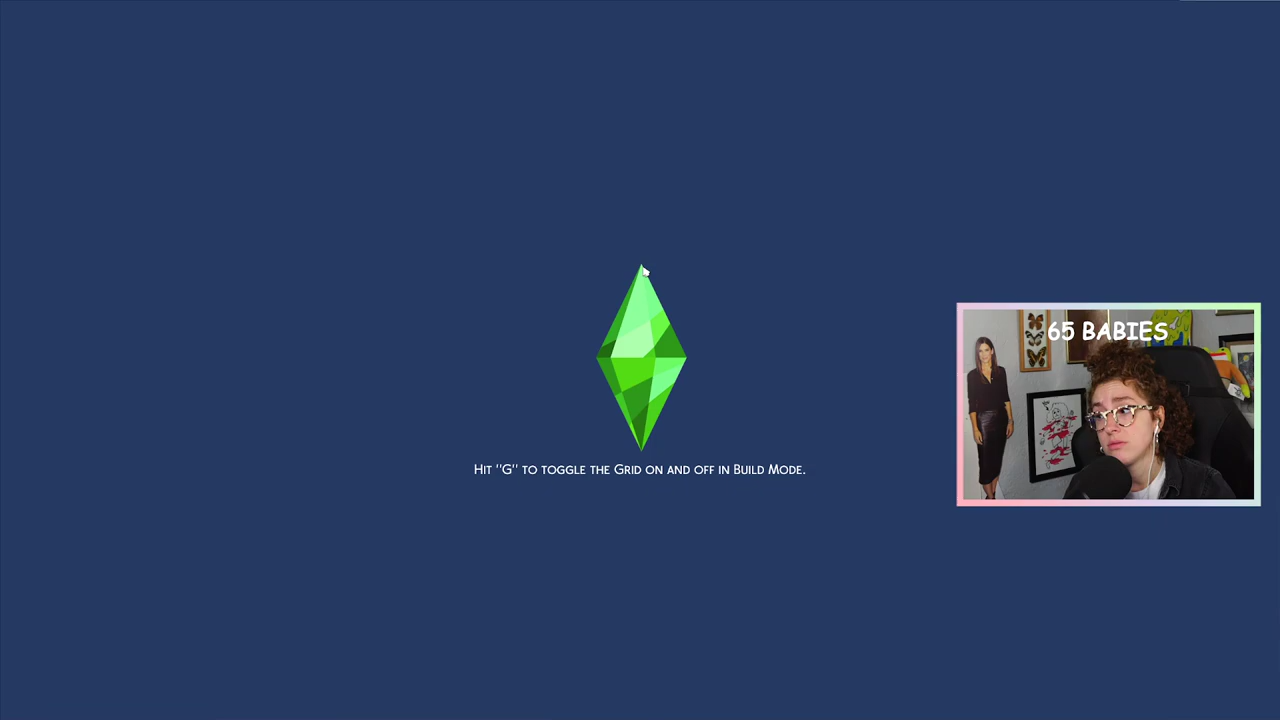 65 BABIES
Hit "G" to toggle the Grid on and off in Build Mode.